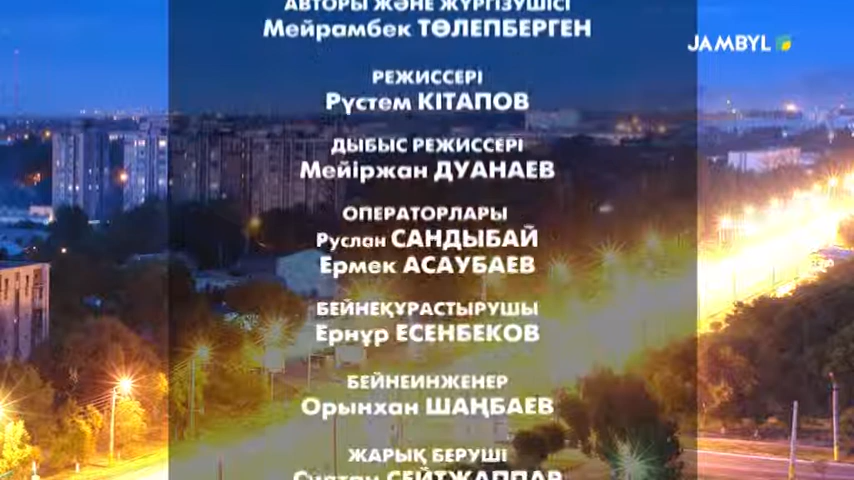 АВТОРЫ ЖӘНЕ ЖҮРГІЗУШІСІ
Мейрамбек ТӨЛЕПБЕРГЕН
JAMBYL
РЕЖИССЕРІ
Рүстем КІТАПОВ
ДЫБЫС РЕЖИССЕРІ
Мейіржан ДУАНАЕВ
ОПЕРАТОРЛАРЫ
Руслан САНДЫБАЙ
Ермек АСАУБАЕВ
БЕЙНЕҚҰРАСТЫРУШЫ
Ернұр ЕСЕНБЕКОВ
БЕЙНЕИНЖЕНЕР
Орынхан ШАҢБАЕВ
ЖАРЫҚ БЕРУШІ